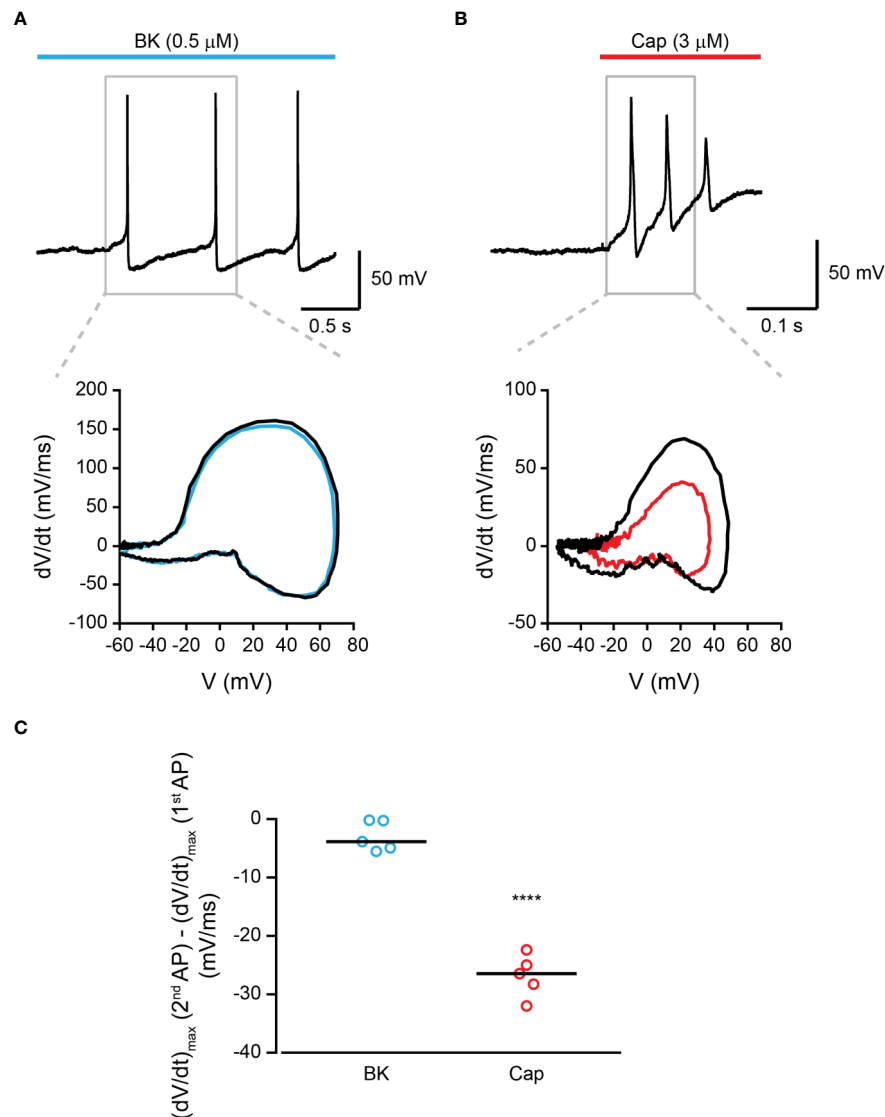 A
BK (0.5 μM)
50 mV
0.5 s
200
150
100
50
0
-50
-100
dV/dt (mV/ms)
-60 -40 -20 0 20 40 60 80
V (mV)
B
Cap (3 μM)
50 mV
0.1 s
100
50
0
-50
dV/dt (mV/ms)
-60 -40 -20 0 20 40 60 80
V (mV)
C
(dV/dt)max (2nd AP) - (dV/dt)max (1st AP)
(mV/ms)
0
-10
-20
-30
-40
****
BK Cap